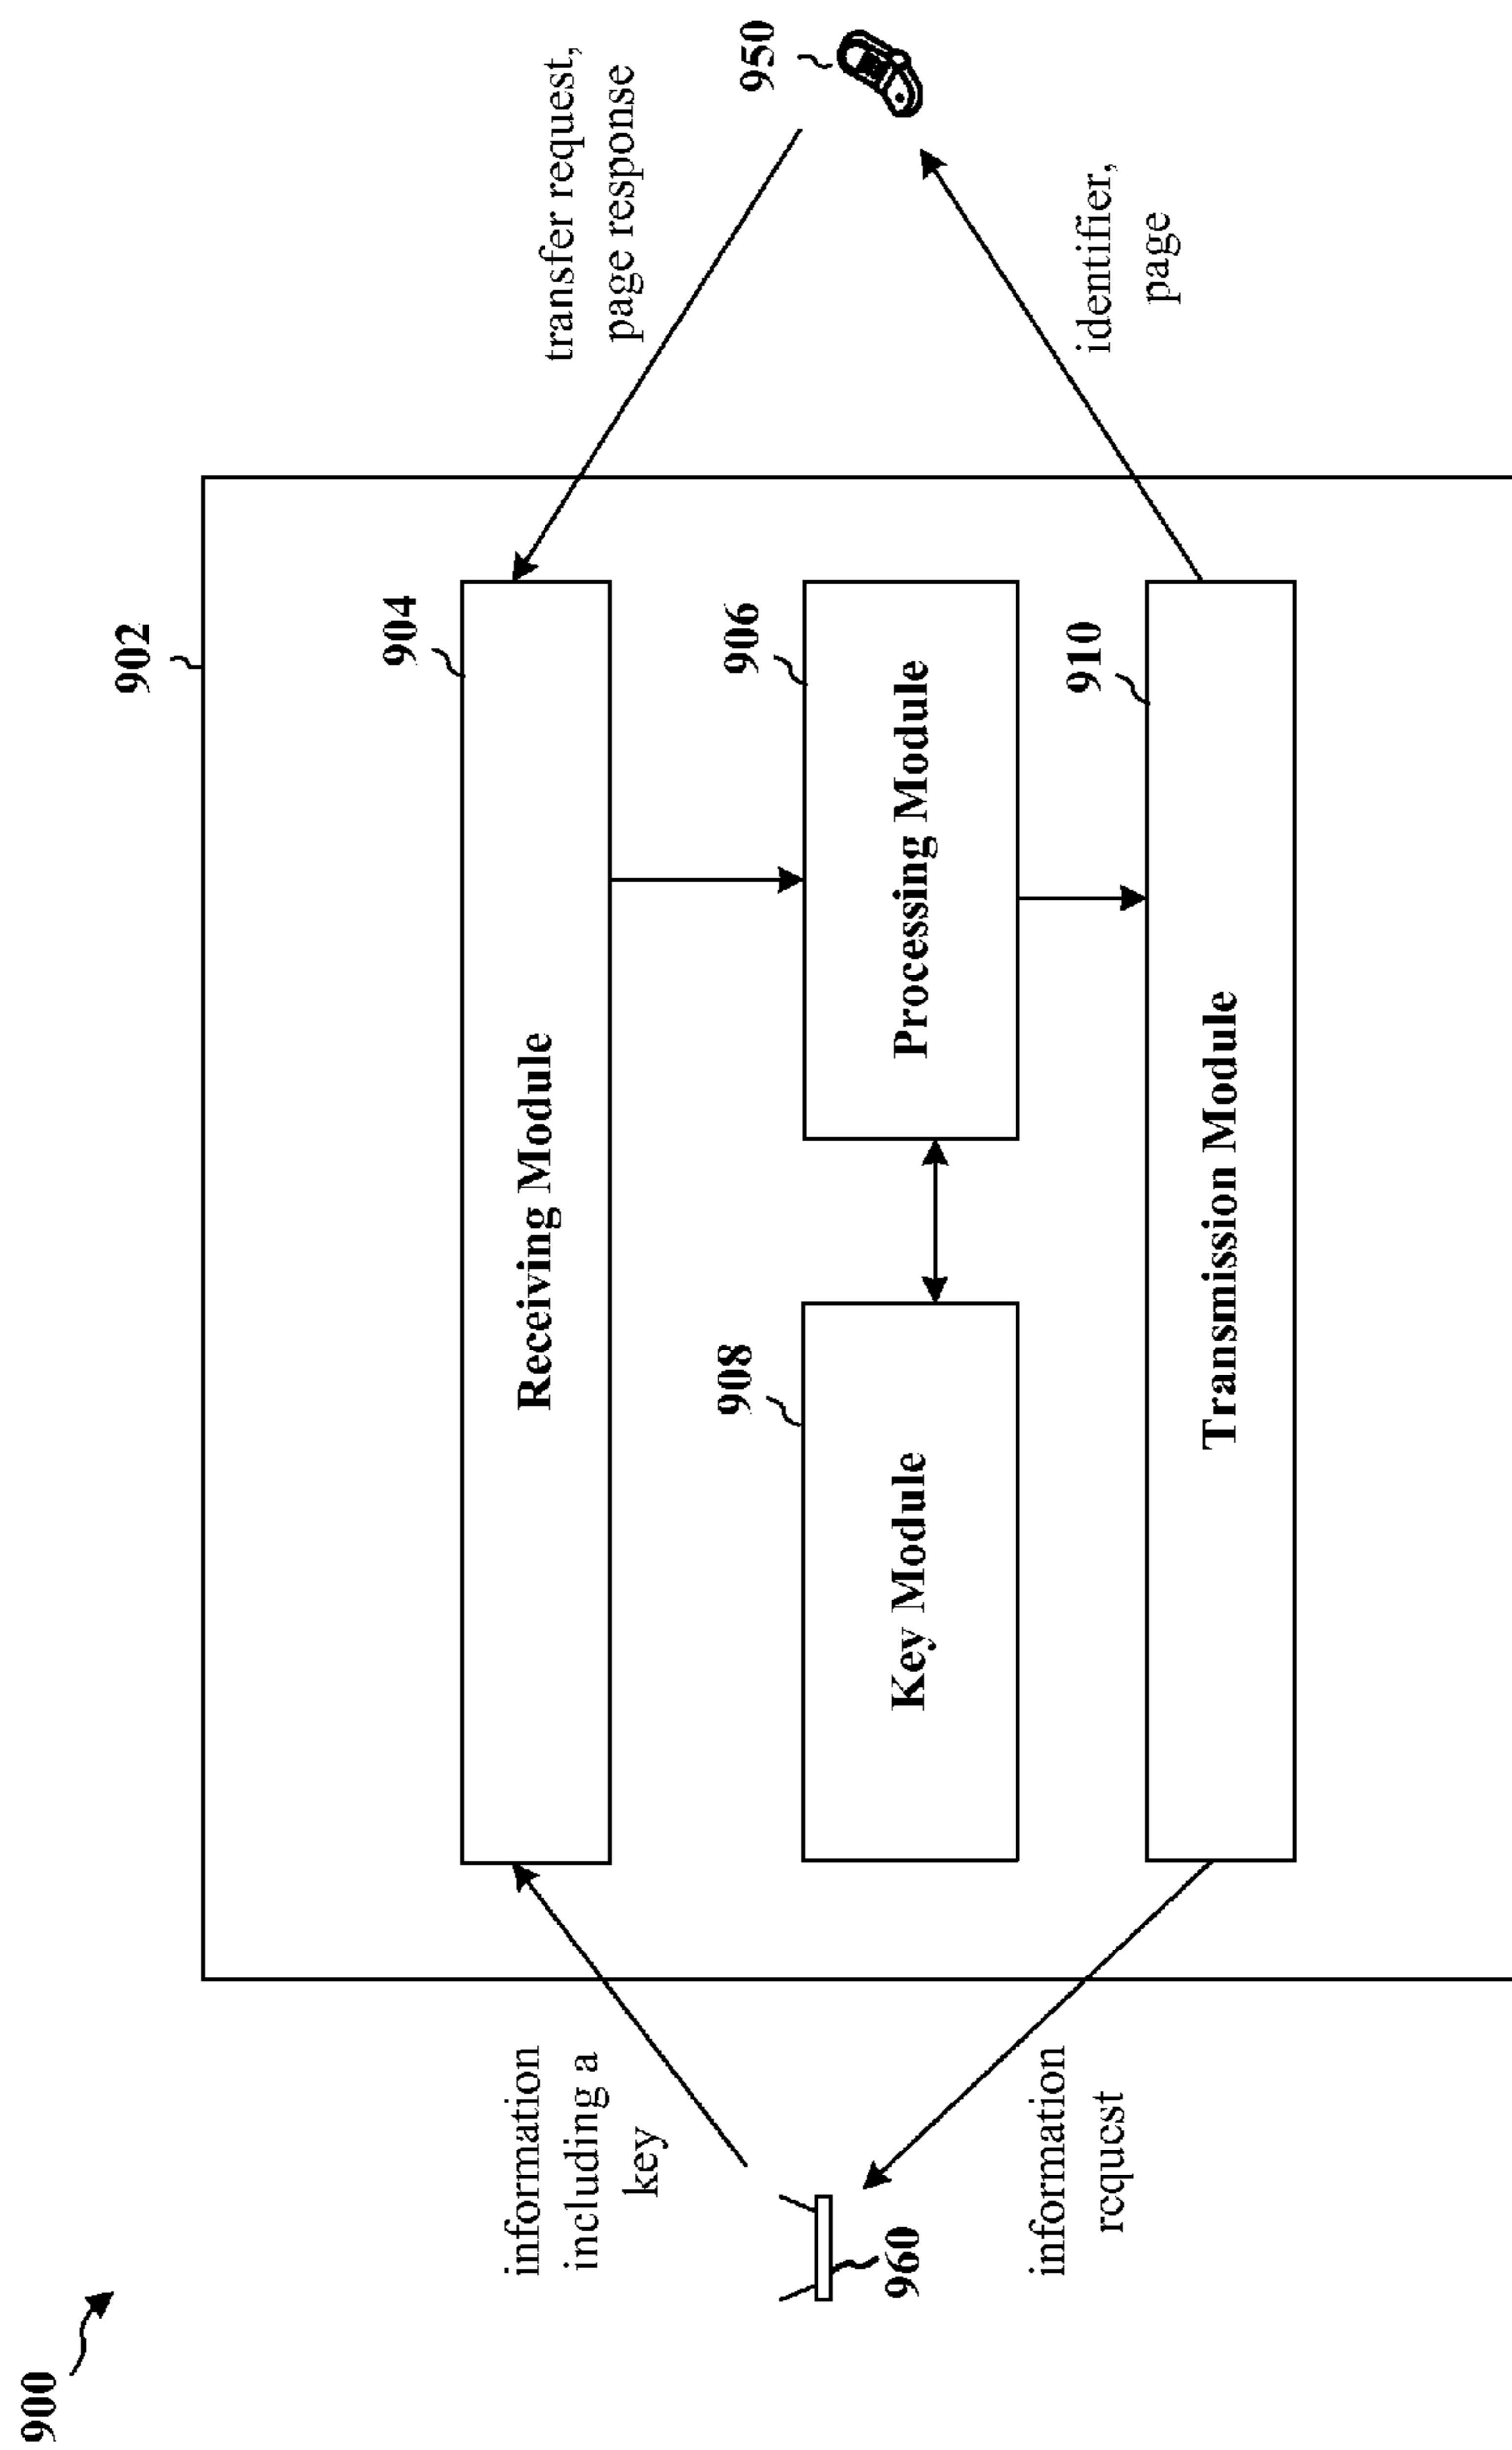 900
902
904
Receiving Module
906
Processing Module
908
Key Module
910
Transmission Module
information
including a
key
960
information
request
950
transfer request,
page response
identifier,
page